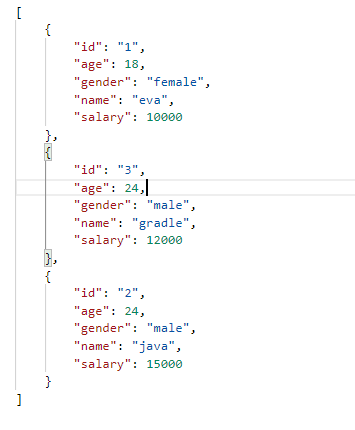 [
{
"id": "1",
"age": 18,
"gender": "female",
"name": "eva",
"salary": 10000
},
{
"id": "3",
"age": 24,
"gender": "male",
"name": "gradle",
"salary": 12000
},
{
"id": "2",
"age": 24,
"gender": "male",
"name": "java",
"salary": 15000
}
]